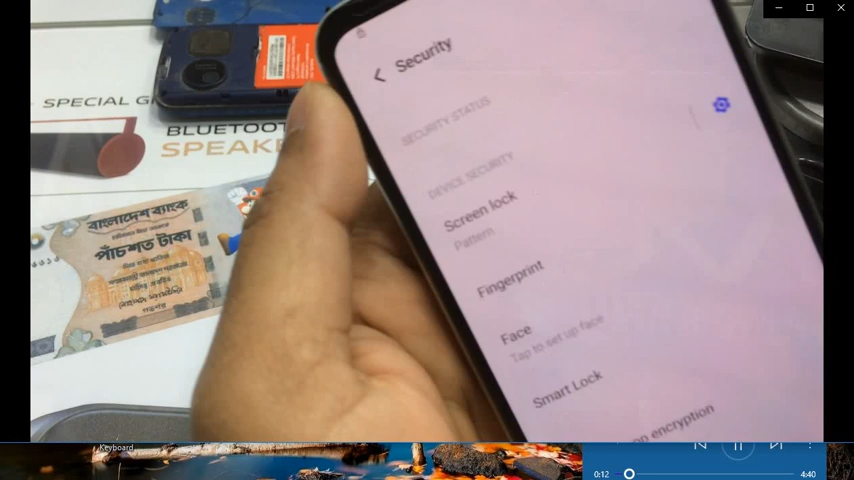 Security
SECURITY STATUS
DEVICE SECURITY
Screen lock
Pattern
Fingerprint
Face
Tap to set up face
Smart Lock
encryption
SPECIAL
BLUETOOT
SPEAKE
বাংলাদেশ ব্যাংক
পাঁচশত টাকা
Keyboard
0:12
4:40